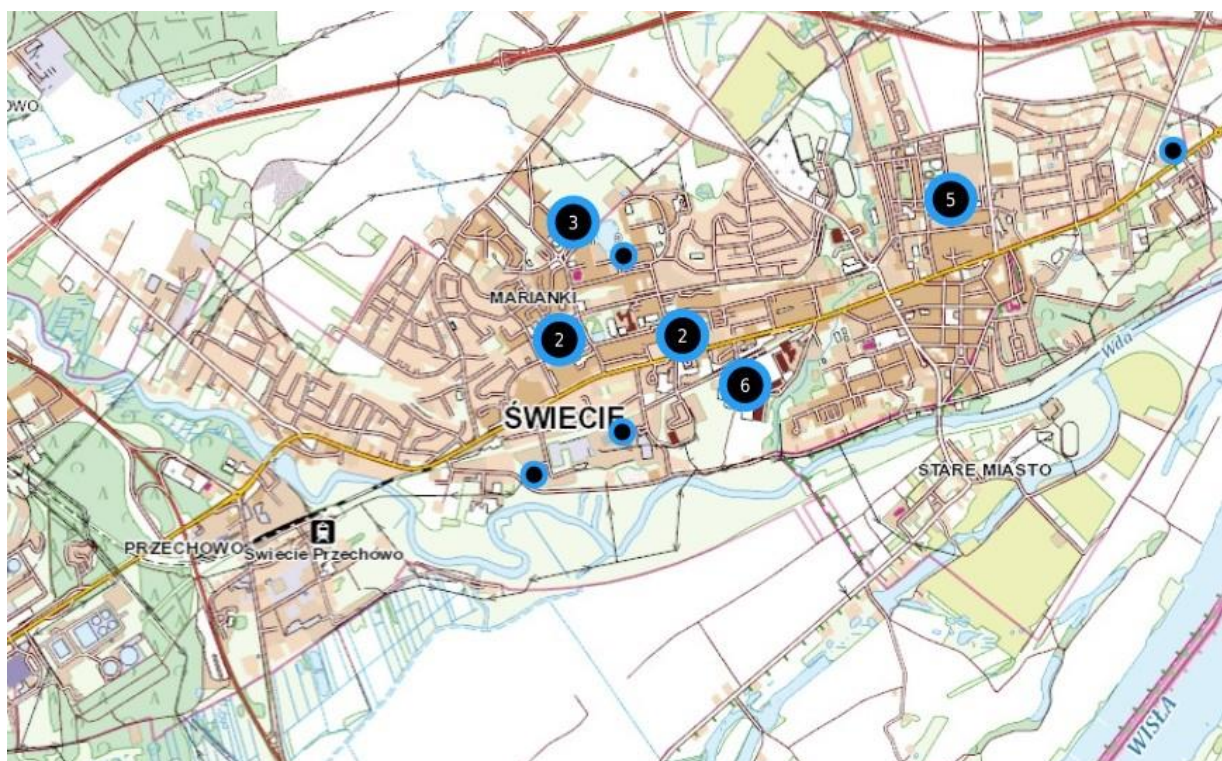 OWO
5
3
MARIANKI
2
2
Wda
6
ŚWIECIE
STARE MIASTO
PRZECHOWO
Świecie Przechowo
WISŁA